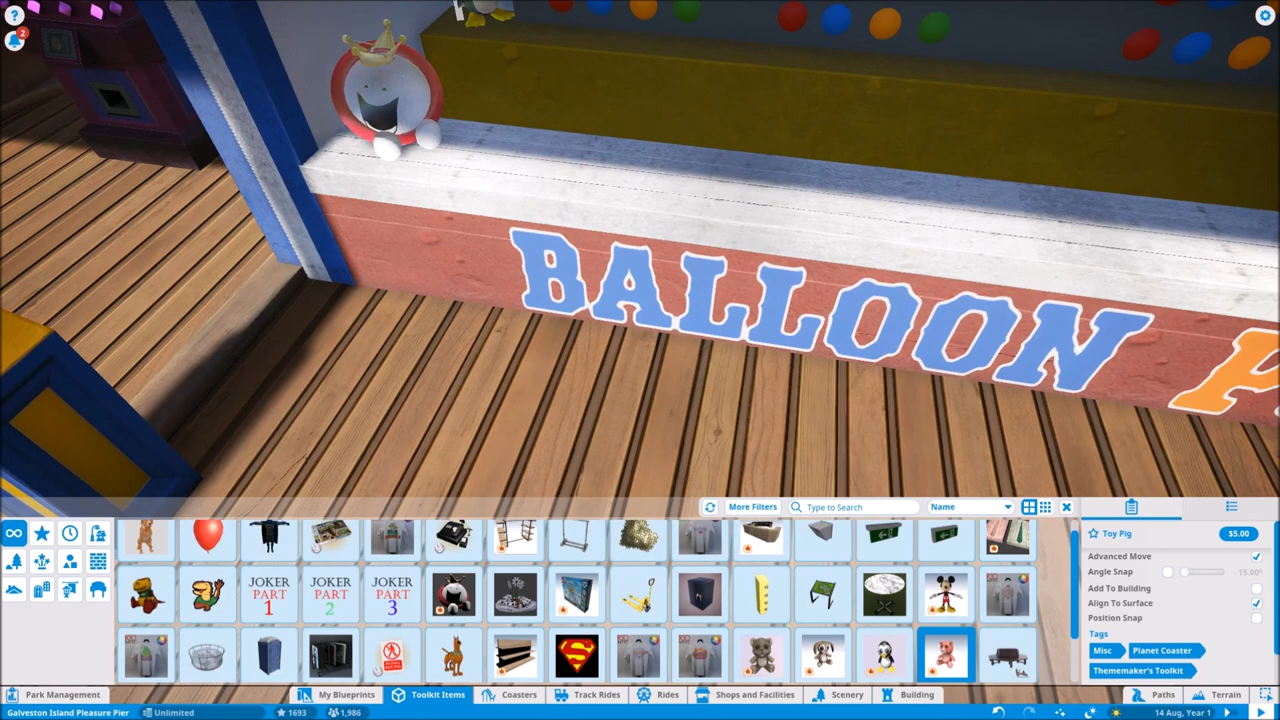 ?
2
BALLOON
More Filters
Type to Search
Name
JOKER
PART
1
JOKER
PART
2
JOKER
PART
3
Toy Pig
$5.00
Advanced Move
Angle Snap
15.00°
Add To Building
Align To Surface
Position Snap
Tags
Misc
Planet Coaster
Thememaker's Toolkit
Park Management
My Blueprints
Toolkit Items
Coasters
Track Rides
Rides
Shops and Facilities
Scenery
Building
Paths
Terrain
Galveston Island Pleasure Pier
Unlimited
1693
1,986
14 Aug, Year 1